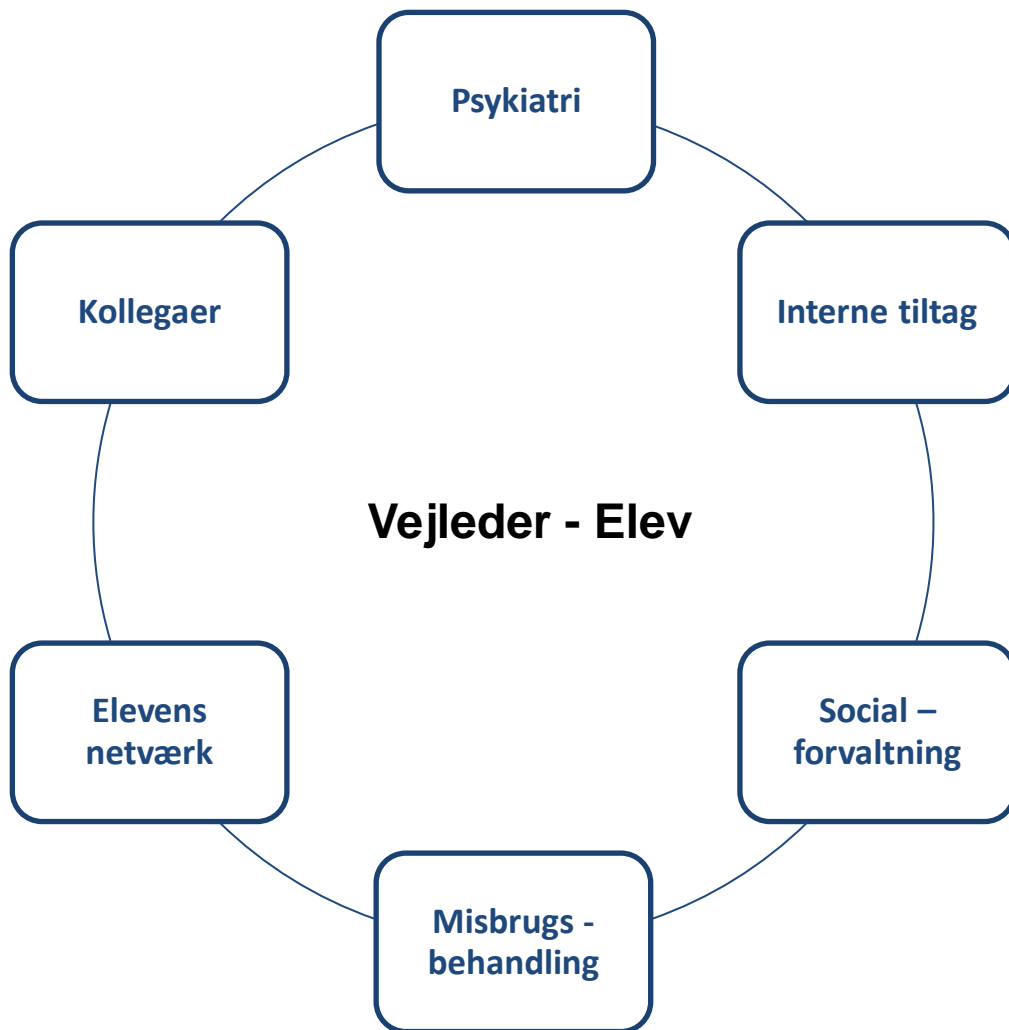 Psykiatri
Kollegaer
Interne tiltag
Vejleder - Elev
Elevens
netværk
Social –
forvaltning
Misbrugs -
behandling